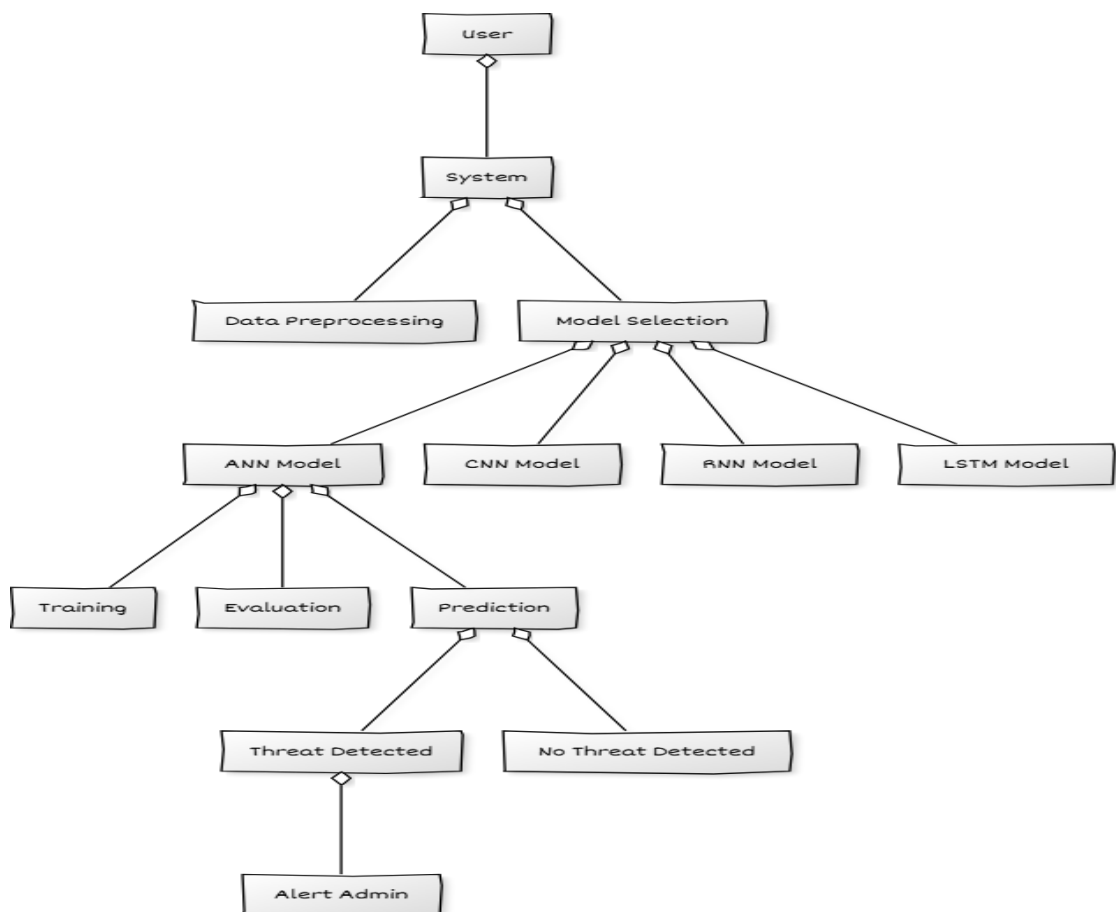 User
System
Data Preprocessing
Model Selection
ANN Model
CNN Model
RNN Model
LSTM Model
Training
Evaluation
Prediction
Threat Detected
No Threat Detected
Alert Admin